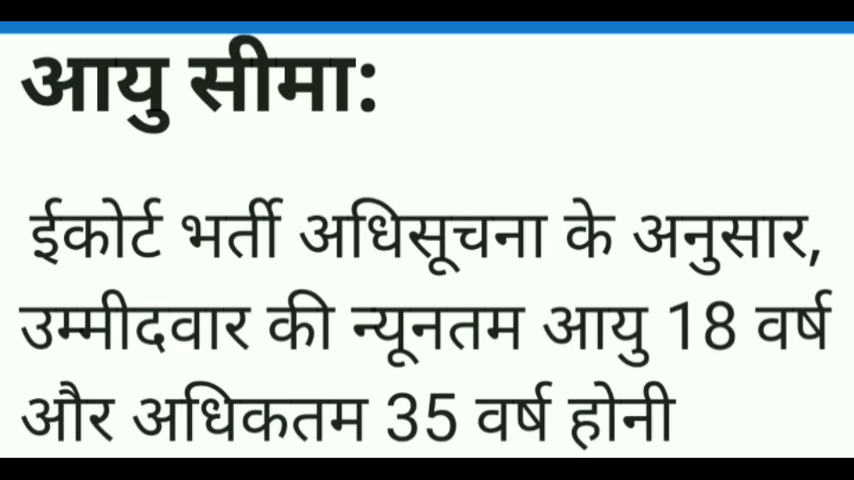 आयु सीमा:
ईकोर्ट भर्ती अधिसूचना के अनुसार,
उम्मीदवार की न्यूनतम आयु 18 वर्ष
और अधिकतम 35 वर्ष होनी